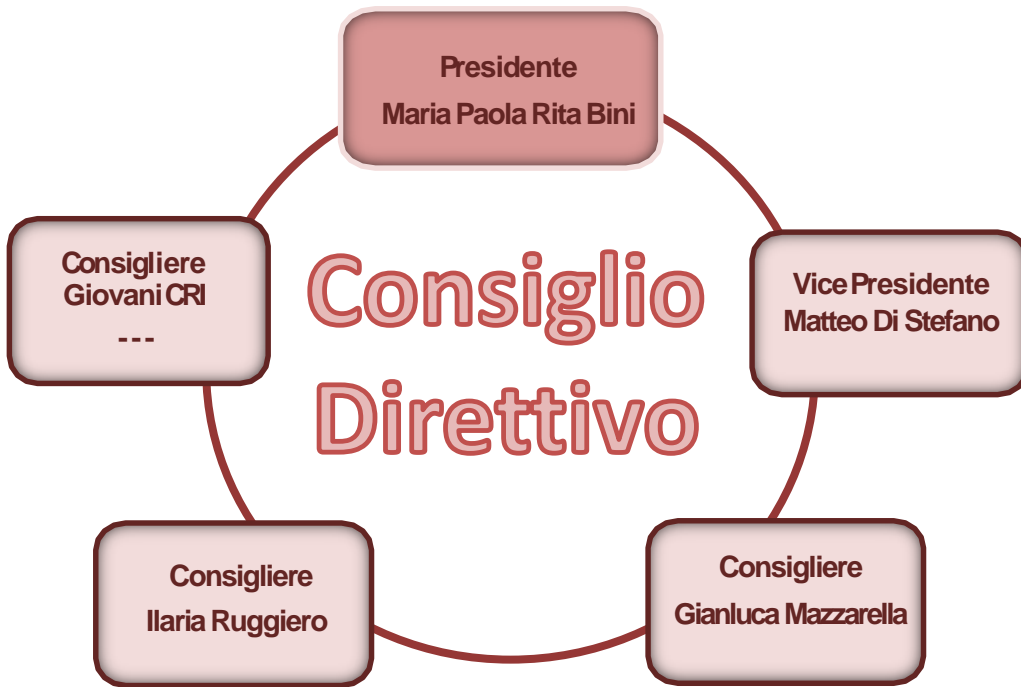 Presidente
Maria Paola Rita Bini
Consigliere
Giovani CRI
---
Consiglio
Direttivo
Vice Presidente
Matteo Di Stefano
Consigliere
Ilaria Ruggiero
Consigliere
Gianluca Mazzarella